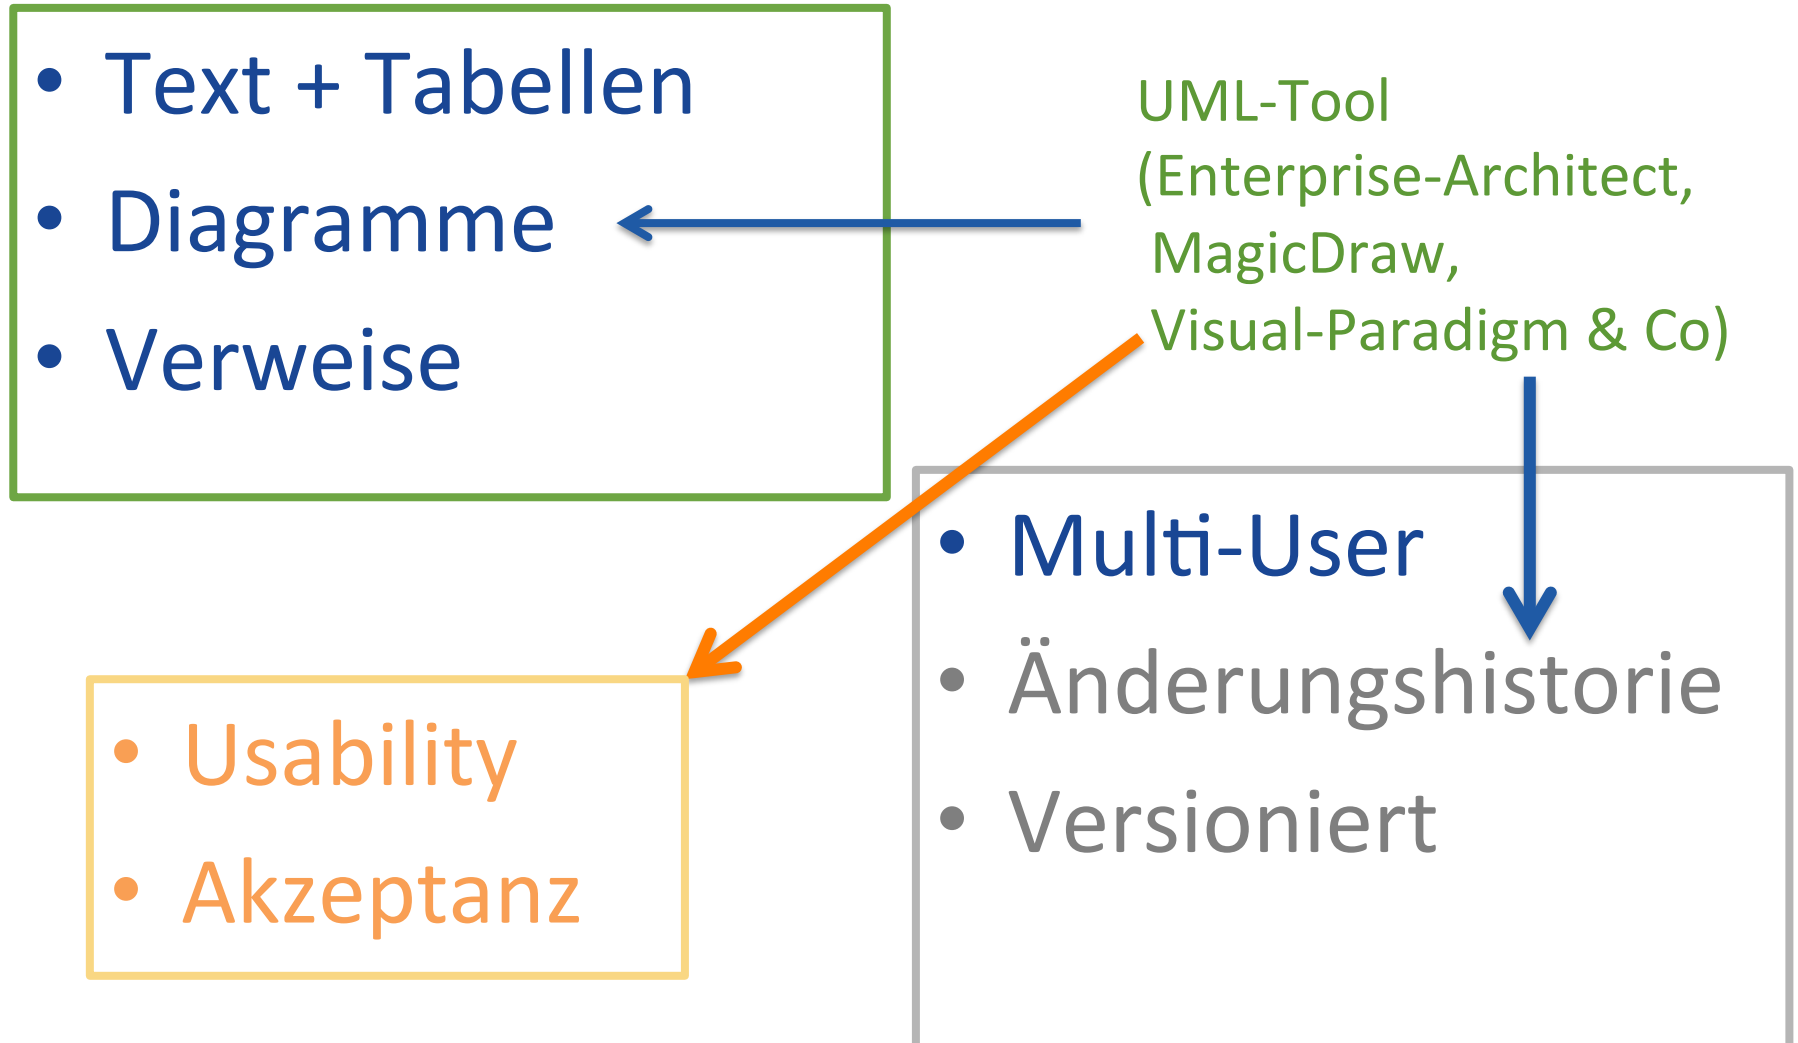 • Text + Tabellen
• Diagramme
• Verweise
UML-Tool
(Enterprise-Architect,
MagicDraw,
Visual-Paradigm & Co)
• Multi-User
• Änderungshistorie
• Versioniert
• Usability
• Akzeptanz